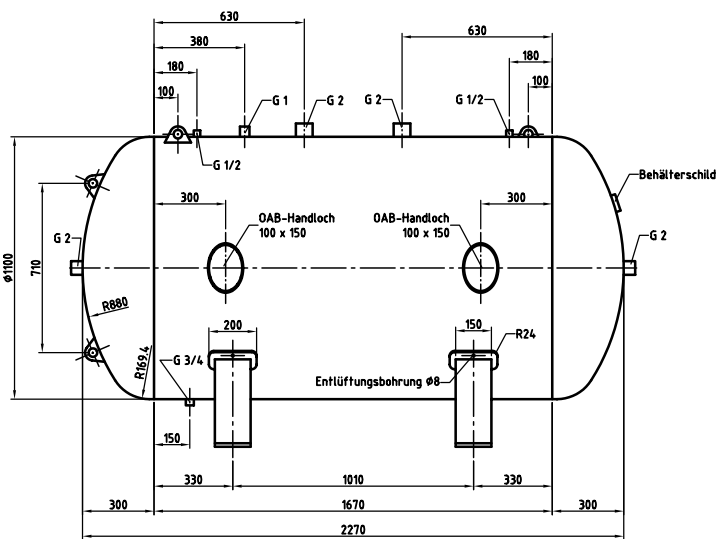 630
630
380
180
180
100
100
G 1
G 2
G 2
G 1/2
G 1/2
Behälterschild
300
300
OAB-Handloch
100 x 150
OAB-Handloch
100 x 150
G 2
G 2
Ø1100
710
R880
R169.4
200
150
R24
G 3/4
Entlüftungsbohrung Ø8
150
330
1010
330
300
1670
300
2270